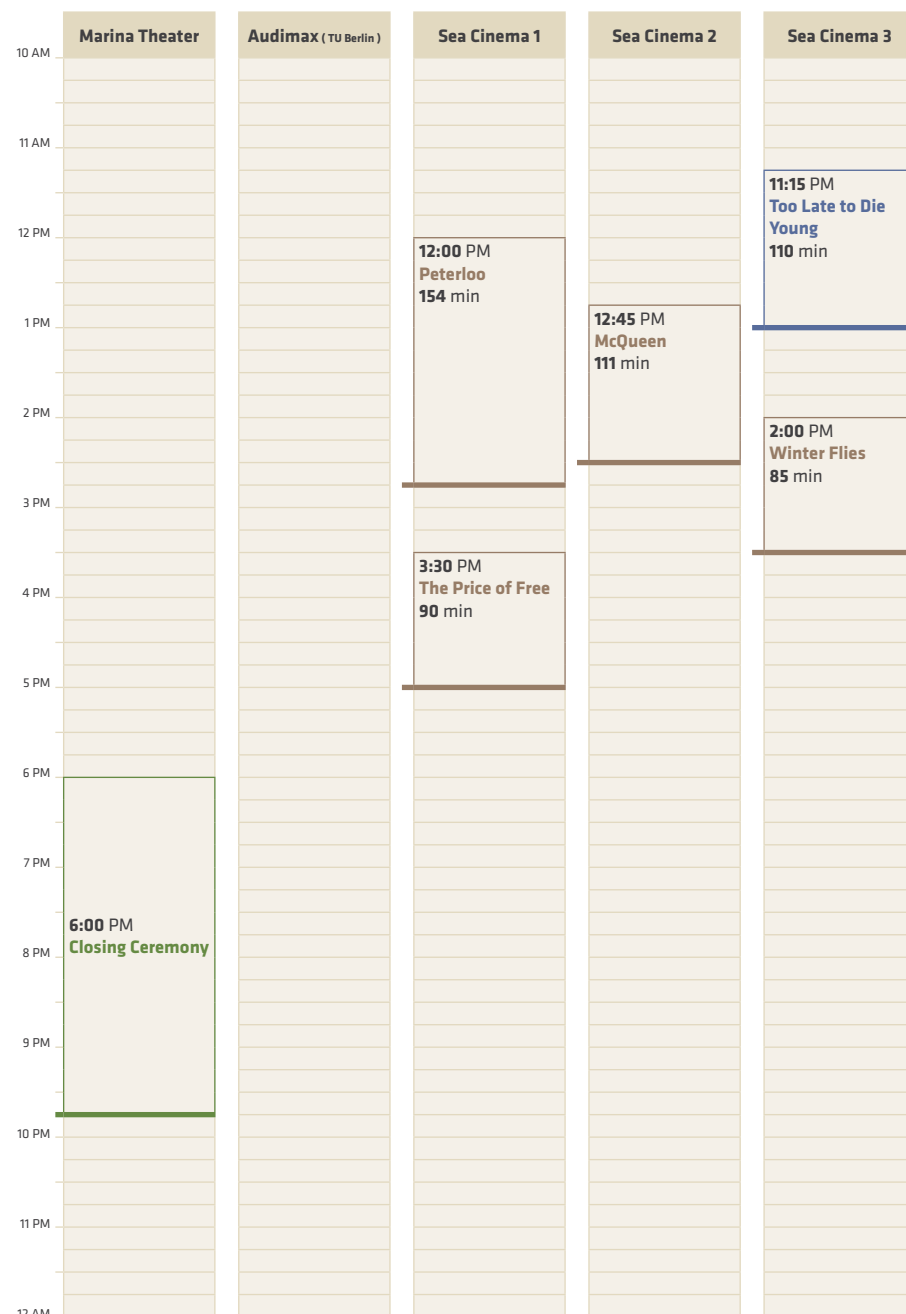 Marina Theater
Audimax ( TU Berlin )
Sea Cinema 1
Sea Cinema 2
Sea Cinema 3
10 AM
11 AM
12 PM
1 PM
2 PM
3 PM
4 PM
5 PM
6 PM
7 PM
8 PM
9 PM
10 PM
11 PM
12 AM
6:00 PM
Closing Ceremony
12:00 PM
Peterloo
154 min
3:30 PM
The Price of Free
90 min
12:45 PM
McQueen
111 min
11:15 PM
Too Late to Die
Young
110 min
2:00 PM
Winter Flies
85 min